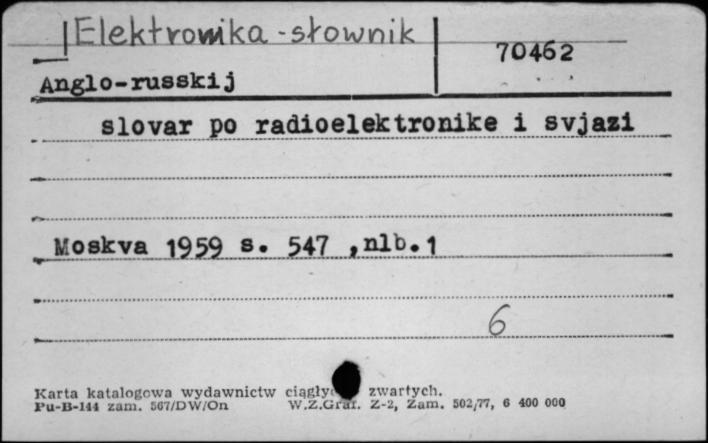 Elektronika - słownik
70462
Anglo-russkij
slovar po radioelektronike i svjazi
Moskva 1959 s. 547 ,nlb.1
6
Karta katalogowa wydawnictw zwartych.
Pu-B-144 zam. 567/DW/On W.Z.Graf. Z-2, Zam. 502/77, 6 400 000